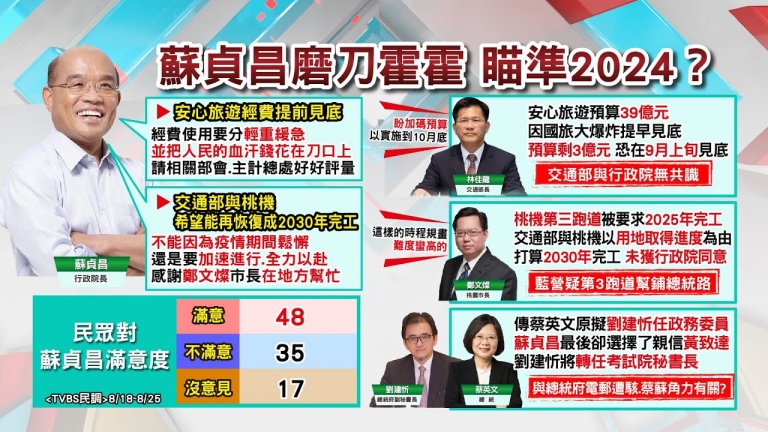 蘇貞昌磨刀霍霍 瞄準2024？
安心旅遊經費提前見底
經費使用要分輕重緩急
並把人民的血汗錢花在刀口上
請相關部會.主計總處好好評量
交通部與桃機
希望能再恢復成2030年完工
不能因為疫情期間鬆懈
還是要加速進行.全力以赴
感謝鄭文燦市長在地方幫忙
蘇貞昌
行政院長
民眾對
蘇貞昌滿意度
滿意 48
不滿意 35
沒意見 17
<TVBS民調>8/18-8/25
盼加碼預算
以實施到10月底
林佳龍
交通部長
安心旅遊預算39億元
因國旅大爆炸提早見底
預算剩3億元 恐在9月上旬見底
交通部與行政院無共識
這樣的時程規畫
難度蠻高的
鄭文燦
桃園市長
桃機第三跑道被要求2025年完工
交通部與桃機以用地取得進度為由
打算2030年完工 未獲行政院同意
藍營疑第3跑道幫鋪總統路
劉建忻
總統府副秘書長
蔡英文
總統
傳蔡英文原擬劉建忻任政務委員
蘇貞昌最後卻選擇了親信黃致達
劉建忻將轉任考試院秘書長
與總統府電郵遭駭.蔡蘇角力有關?